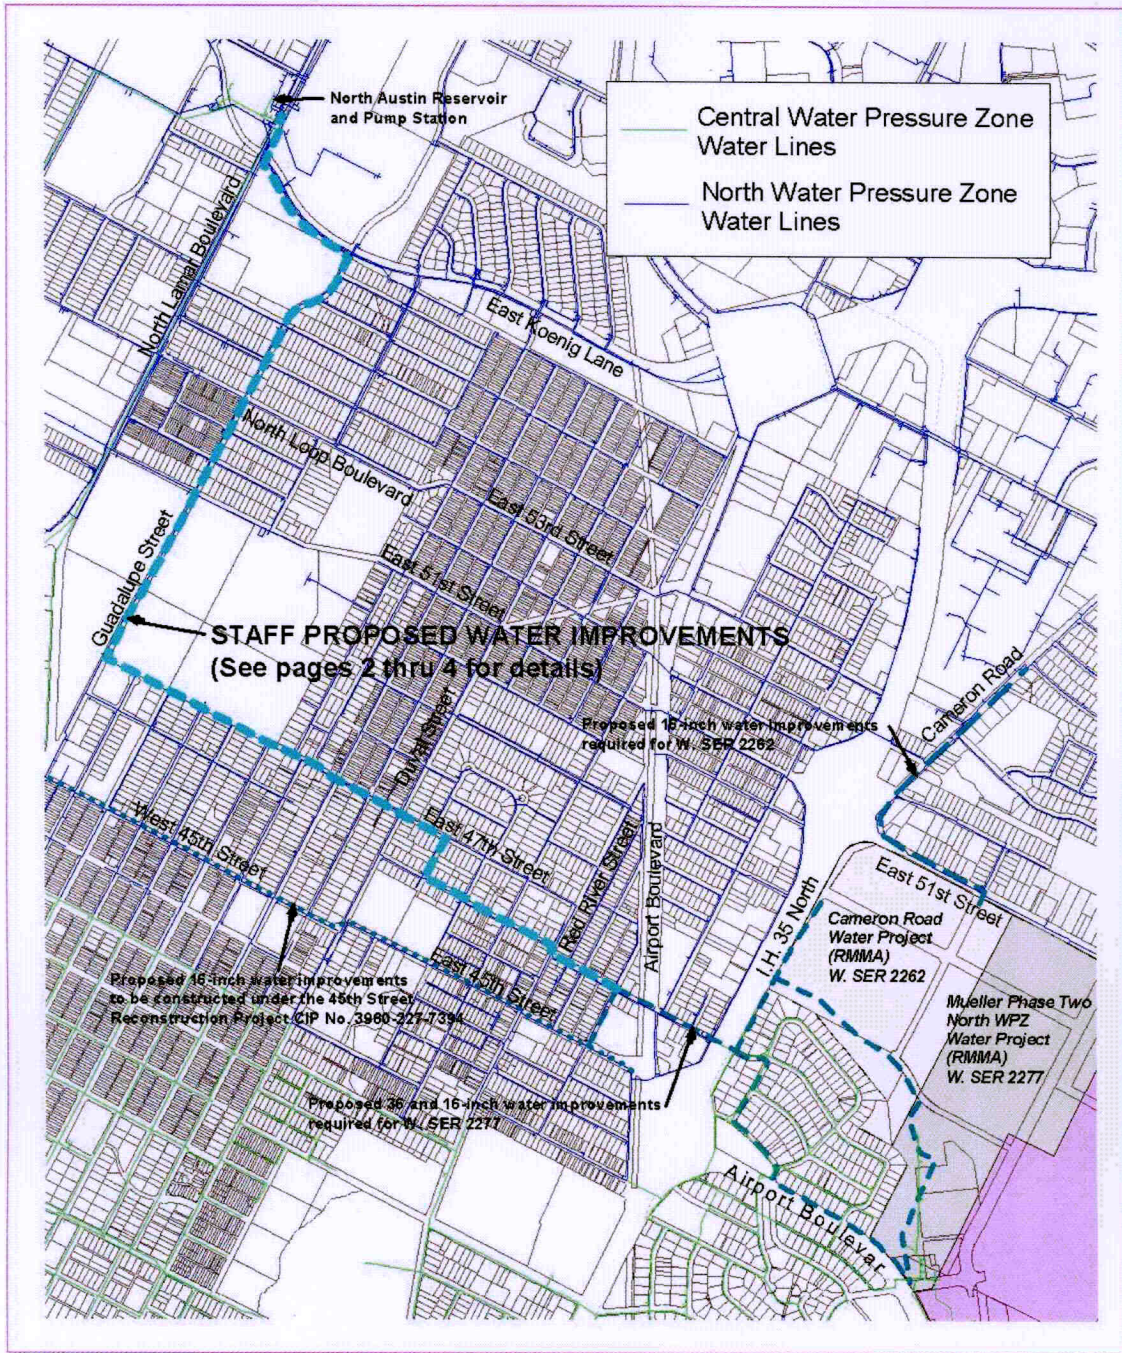 North Austin Reservoir
and Pump Station
Central Water Pressure Zone
Water Lines
North Water Pressure Zone
Water Lines
North Lamar Boulevard
East Koenig Lane
North Loop Boulevard
East 53rd Street
East 51st Street
Guadalupe Street
STAFF PROPOSED WATER IMPROVEMENTS
(See pages 2 thru 4 for details)
Cameron Road
Duval Street
Proposed 16-inch water improvements
required for W. SER 2262
West 45th Street
East 47th Street
Red River Street
Airport Boulevard
I.H. 35 North
East 51st Street
Cameron Road
Water Project
(RMMA)
W. SER 2262
East 45th Street
Proposed 16-inch water improvements
to be constructed under the 45th Street
Reconstruction Project CIP No. 3960-227-7394
Mueller Phase Two
North WPZ
Water Project
(RMMA)
W. SER 2277
Proposed 36 and 16-inch water improvements
required for W. SER 2277
Airport Boulevar